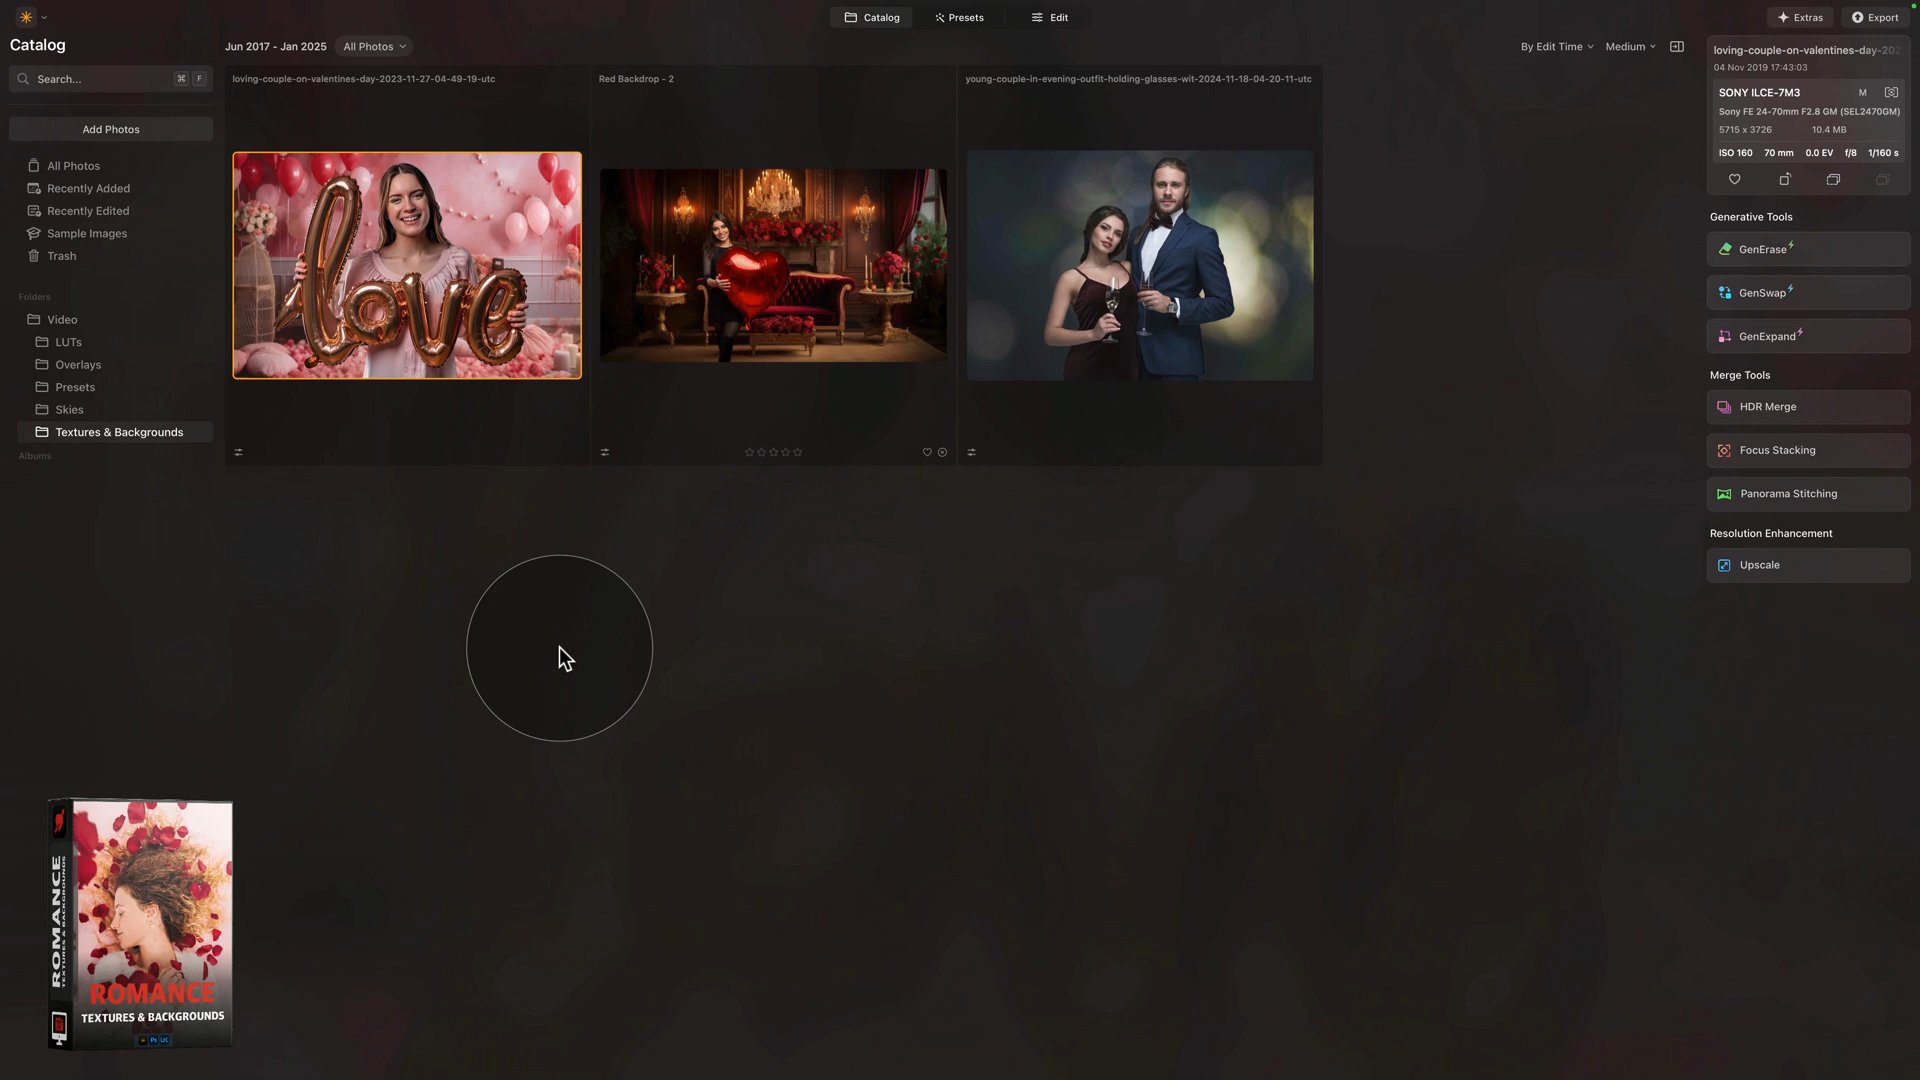 Catalog
Presets
Edit
Extras
Export
Catalog
Search...
⌘ F
Add Photos
All Photos
Recently Added
Recently Edited
Sample Images
Trash
Folders
Video
LUTs
Overlays
Presets
Skies
Textures & Backgrounds
Albums
Jun 2017 - Jan 2025
All Photos
By Edit Time
Medium
loving-couple-on-valentines-day-2023-11-27-04-49-19-utc
Red Backdrop - 2
young-couple-in-evening-outfit-holding-glasses-wit-2024-11-18-04-20-11-utc
love
loving-couple-on-valentines-day-202
04 Nov 2019 17:43:03
SONY ILCE-7M3 M
Sony FE 24-70mm F2.8 GM (SEL2470GM)
5715 x 3726 10.4 MB
ISO 160 70 mm 0.0 EV f/8 1/160 s
Generative Tools
GenErase
GenSwap
GenExpand
Merge Tools
HDR Merge
Focus Stacking
Panorama Stitching
Resolution Enhancement
Upscale
ROMANCE
TEXTURES & BACKGROUNDS
ROMANCE
TEXTURES & BACKGROUNDS
Ps LrC